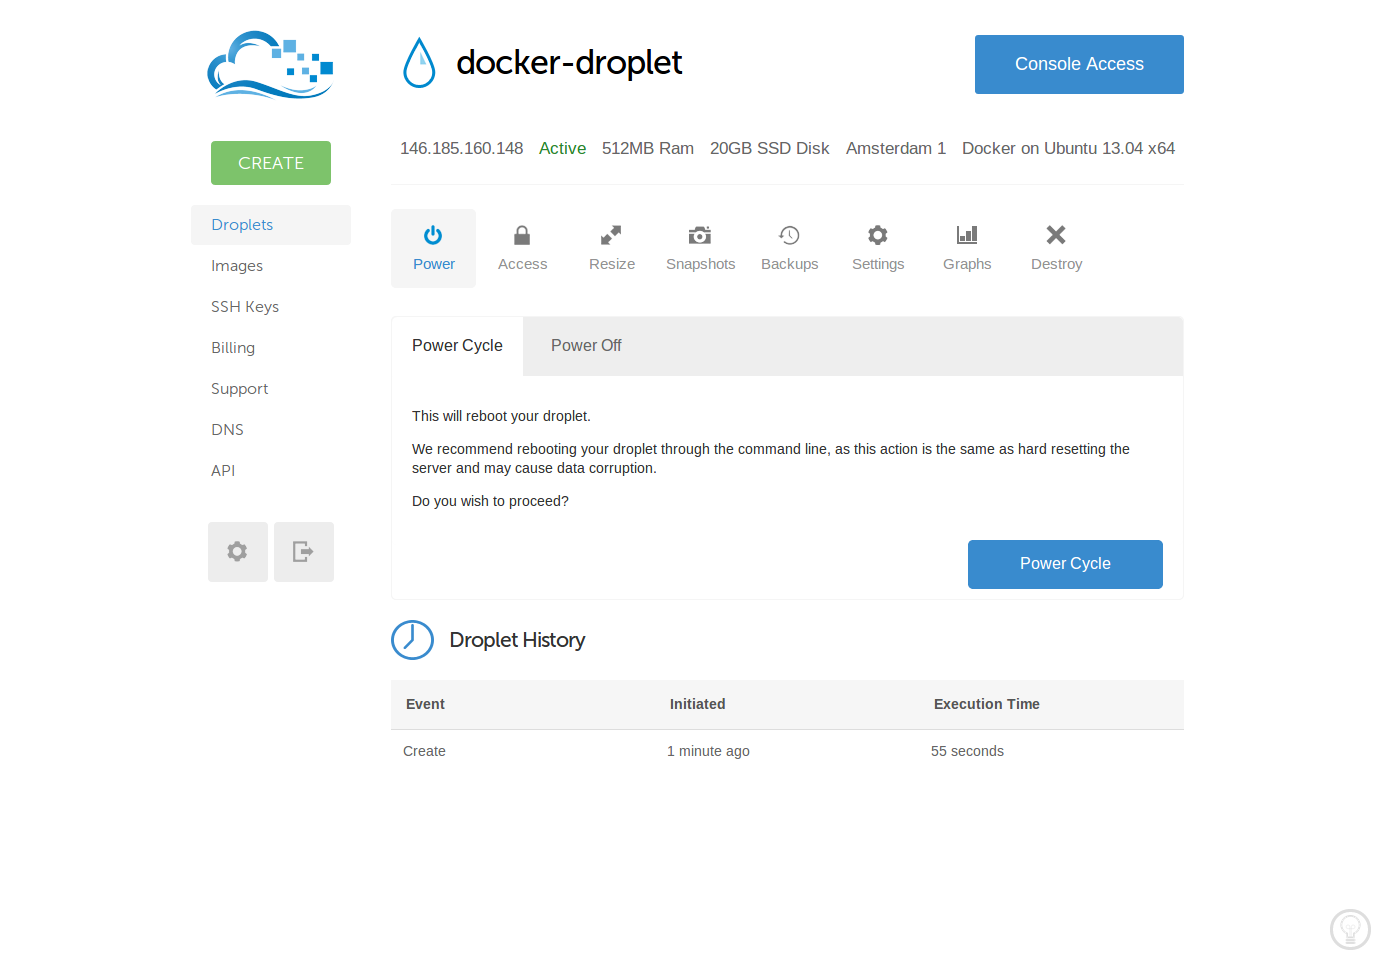 docker-droplet
Console Access
146.185.160.148 Active 512MB Ram 20GB SSD Disk Amsterdam 1 Docker on Ubuntu 13.04 x64
CREATE
Droplets
Images
SSH Keys
Billing
Support
DNS
API
Power Access Resize Snapshots Backups Settings Graphs Destroy
Power Cycle Power Off
This will reboot your droplet.
We recommend rebooting your droplet through the command line, as this action is the same as hard resetting the
server and may cause data corruption.
Do you wish to proceed?
Power Cycle
Droplet History
Event Initiated Execution Time
Create 1 minute ago 55 seconds